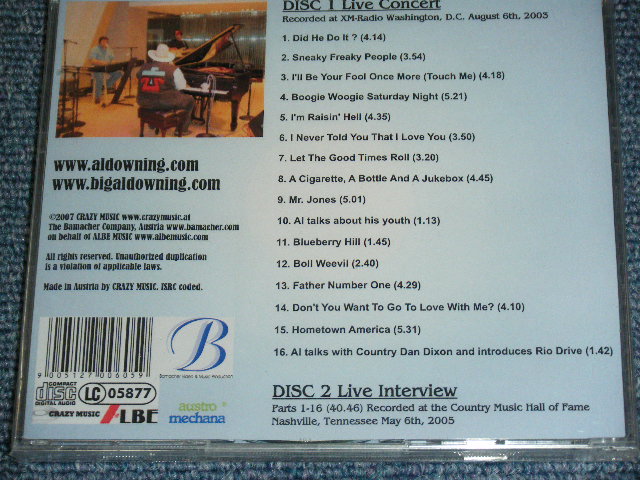 DISC 1 Live Concert
Recorded at XM-Radio Washington, D.C. August 6th, 2003
1. Did He Do It ? (4.14)
2. Sneaky Freaky People (3.54)
3. I'll Be Your Fool Once More (Touch Me) (4.18)
4. Boogie Woogie Saturday Night (5.21)
5. I'm Raisin' Hell (4.35)
6. I Never Told You That I Love You (3.50)
7. Let The Good Times Roll (3.20)
8. A Cigarette, A Bottle And A Jukebox (4.45)
9. Mr. Jones (5.01)
10. Al talks about his youth (1.13)
11. Blueberry Hill (1.45)
12. Boll Weevil (2.40)
13. Father Number One (4.29)
14. Don't You Want To Go To Love With Me? (4.10)
15. Hometown America (5.31)
16. Al talks with Country Dan Dixon and introduces Rio Drive (1.42)
DISC 2 Live Interview
Parts 1-16 (40.46) Recorded at the Country Music Hall of Fame
Nashville, Tennessee May 6th, 2005
www.aldowning.com
www.bigaldowning.com
©2007 CRAZY MUSIC www.crazymusic.at
The Bamacher Company, Austria www.bamacher.com
on behalf of ALBE MUSIC www.albemusic.com
All rights reserved. Unauthorized duplication
is a violation of applicable laws.
Made in Austria by CRAZY MUSIC. ISRC coded.
9 005127 006059
B
Bamacher Video & Music Production
COMPACT
disc
DIGITAL AUDIO
LC 05877
CRAZY MUSIC
ALBE
austro
mechana